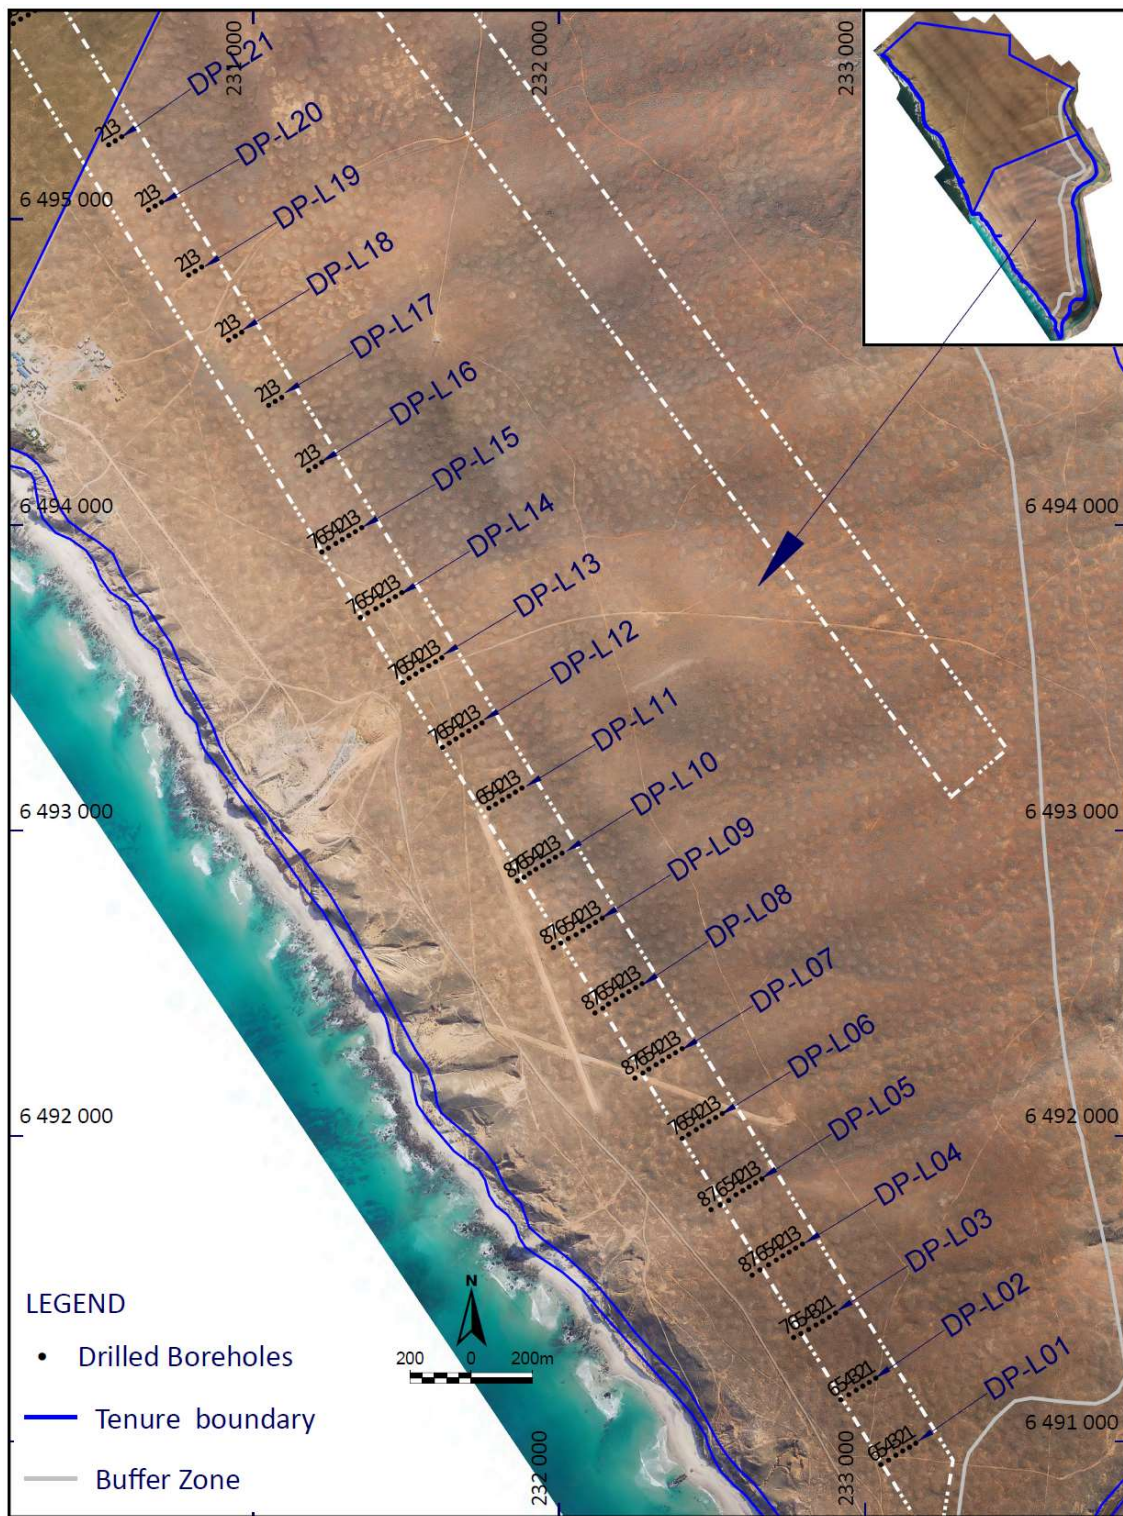 231 000
232 000
233 000
DP-L21
213
DP-L20
213
6 495 000
DP-L19
213
DP-L18
213
DP-L17
213
DP-L16
213
DP-L15
7654213
6 494 000
6 494 000
DP-L14
7654213
DP-L13
7654213
DP-L12
7654213
DP-L11
654213
DP-L10
87654213
6 493 000
6 493 000
DP-L09
87654213
DP-L08
87654213
DP-L07
87654213
DP-L06
7654213
6 492 000
6 492 000
DP-L05
87654213
DP-L04
87654213
DP-L03
7654321
DP-L02
654321
DP-L01
654321
6 491 000
LEGEND
Drilled Boreholes
Tenure boundary
Buffer Zone
N
200 0 200m
232 000
233 000